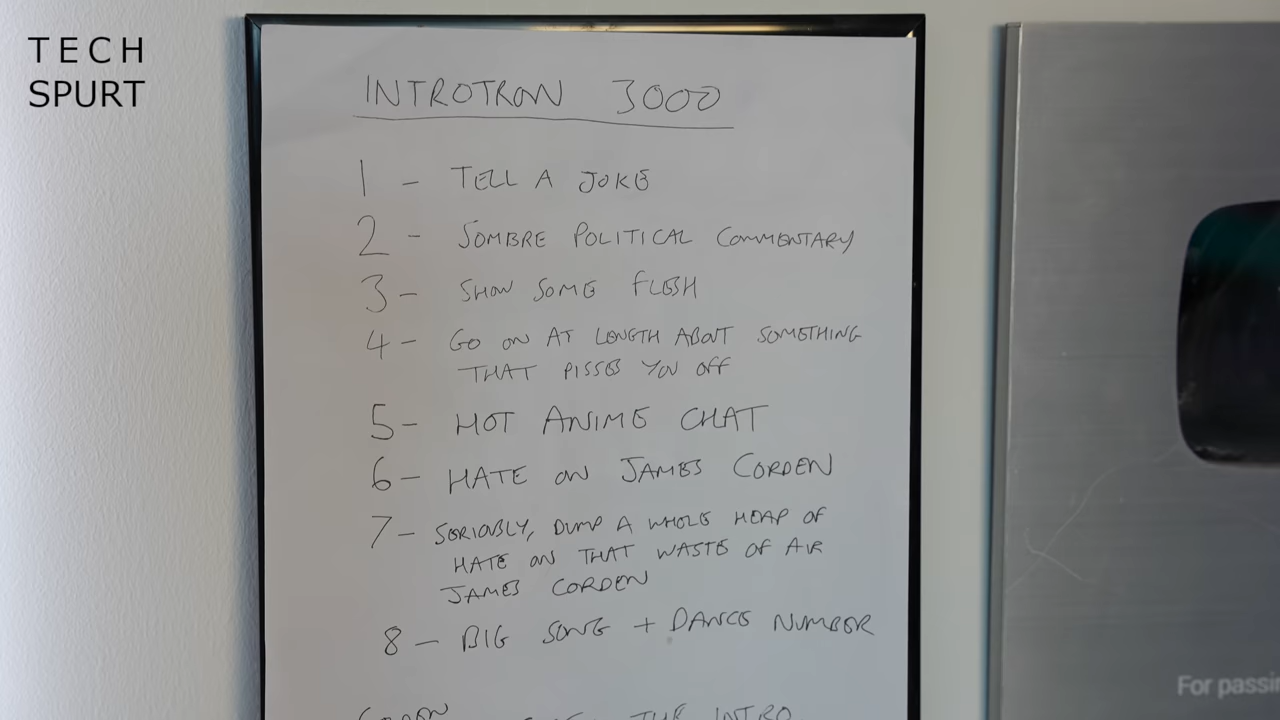 TECH
SPURT
INTROTRON 3000
1 - TELL A JOKE
2 - SOMBRE POLITICAL COMMENTARY
3 - SHOW SOME FLESH
4 - GO ON AT LENGTH ABOUT SOMETHING
THAT PISSES YOU OFF
5 - HOT ANIME CHAT
6 - HATE ON JAMES CORDEN
7 - SERIOUSLY, DUMP A WHOLE HEAP OF
HATE ON THAT WASTE OF AIR
JAMES CORDEN
8 - BIG SONG + DANCE NUMBER
THE INTRO
For passin